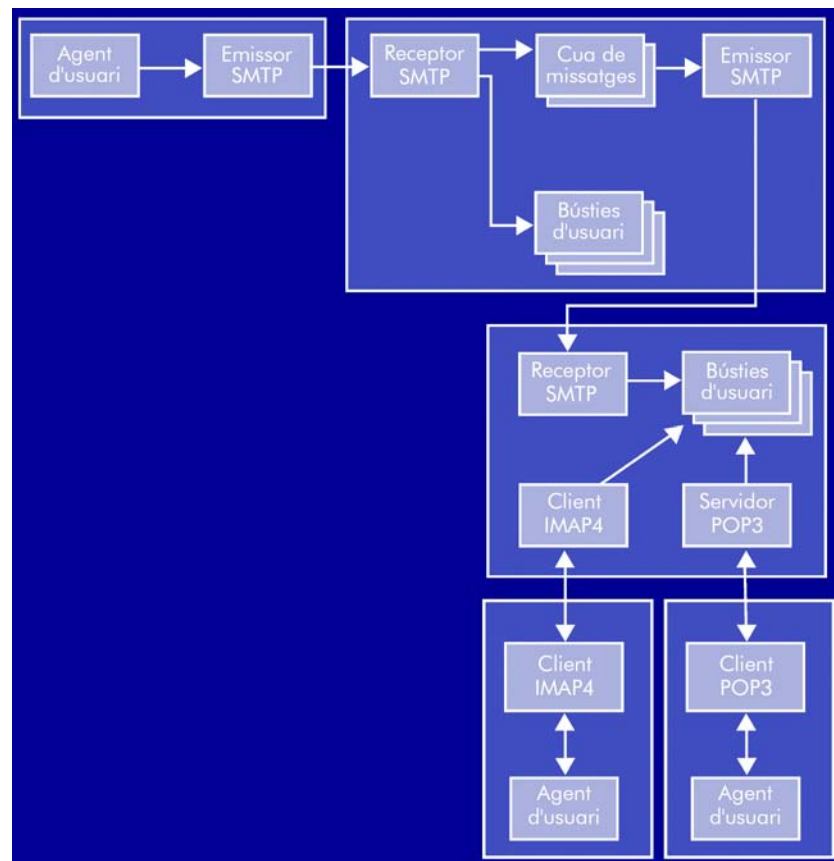 Agent
d'usuari
Emissor
SMTP
Receptor
SMTP
Cua de
missatges
Emissor
SMTP
Bústies
d'usuari
Receptor
SMTP
Bústies
d'usuari
Client
IMAP4
Servidor
POP3
Client
IMAP4
Client
POP3
Agent
d'usuari
Agent
d'usuari